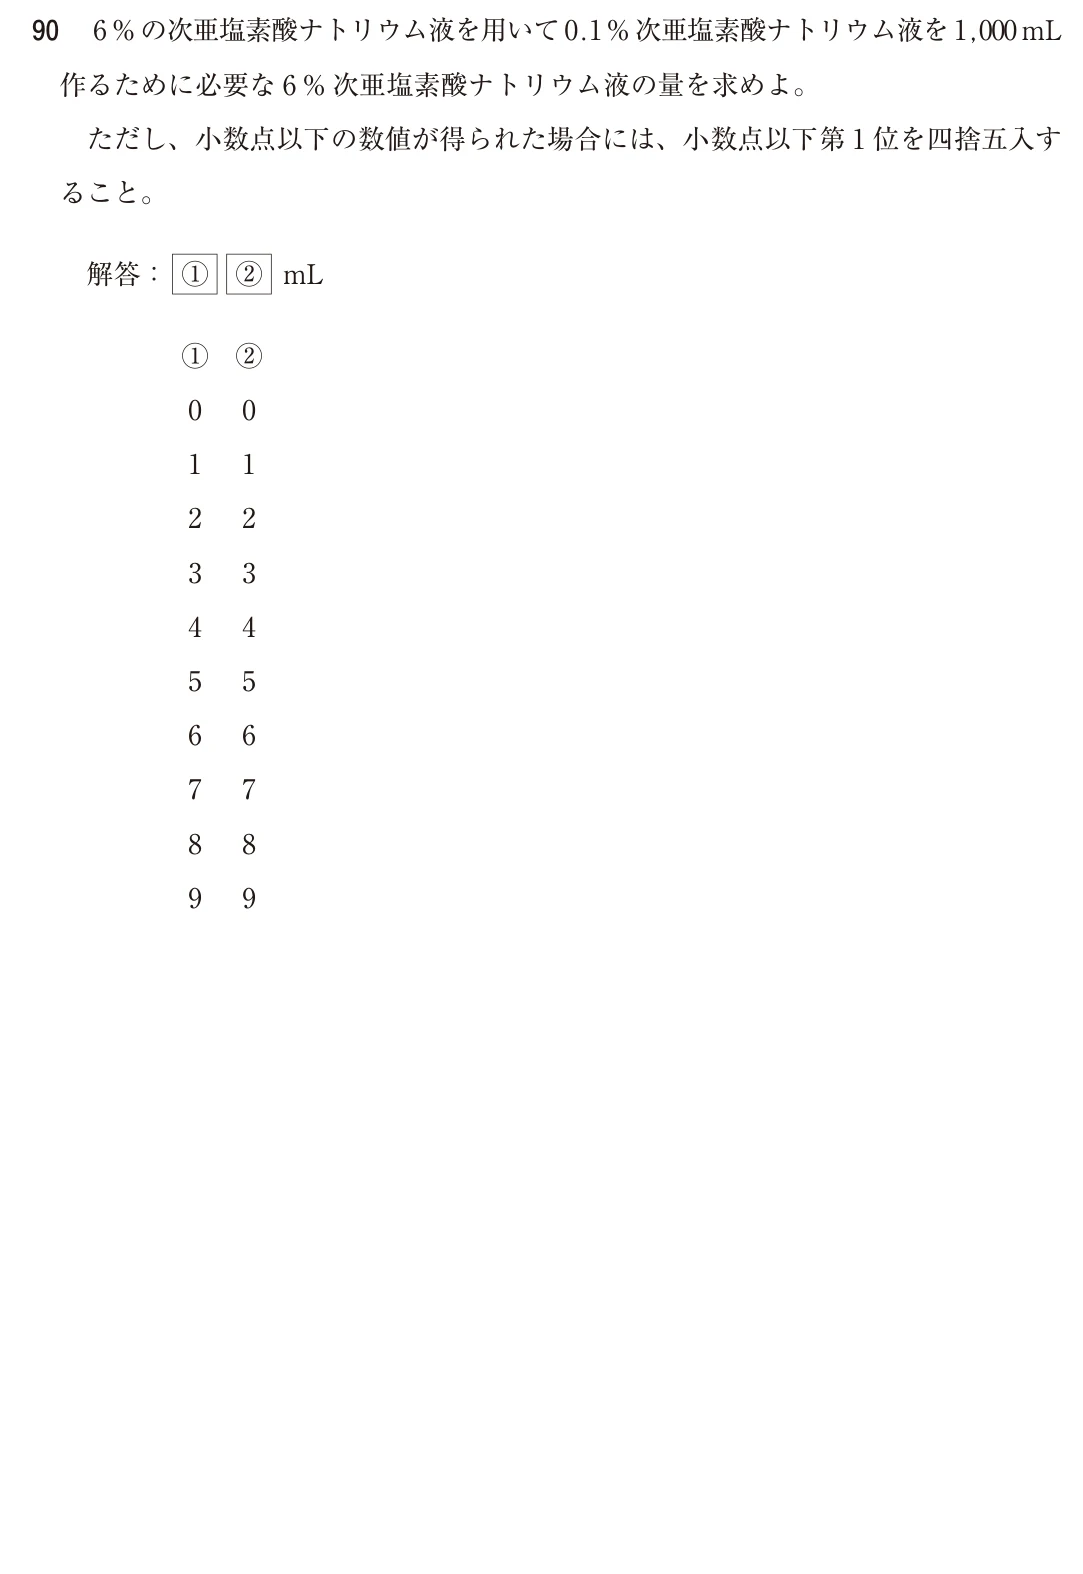 90 6％の次亜塩素酸ナトリウム液を用いて0.1％次亜塩素酸ナトリウム液を1,000 mL
作るために必要な6％次亜塩素酸ナトリウム液の量を求めよ。
ただし、小数点以下の数値が得られた場合には、小数点以下第1位を四捨五入す
ること。
解答：① ② mL
① ②
0 0
1 1
2 2
3 3
4 4
5 5
6 6
7 7
8 8
9 9